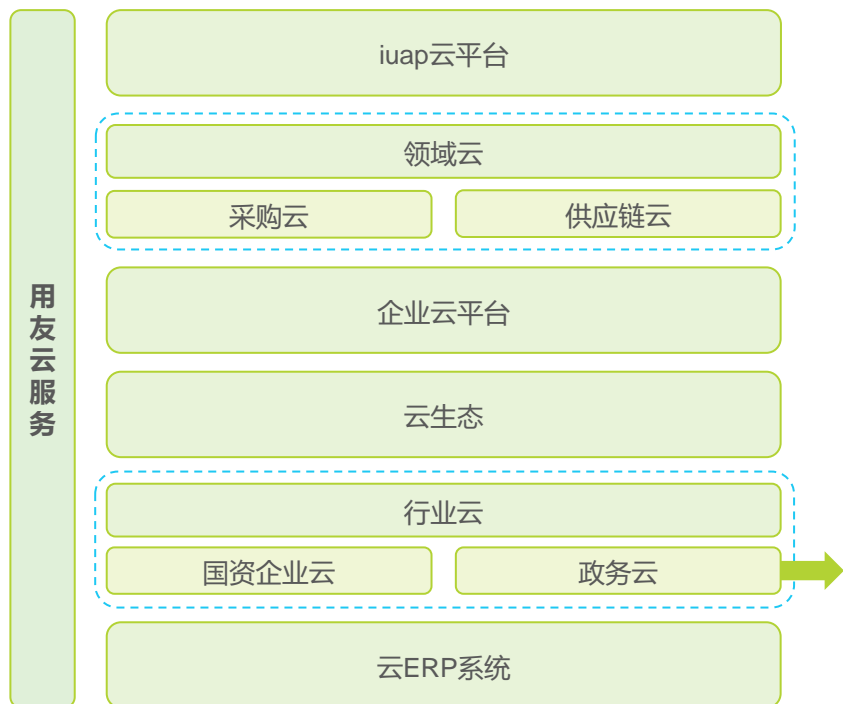 用友云服务
iuap云平台
领域云
采购云
供应链云
企业云平台
云生态
行业云
国资企业云
政务云
云ERP系统